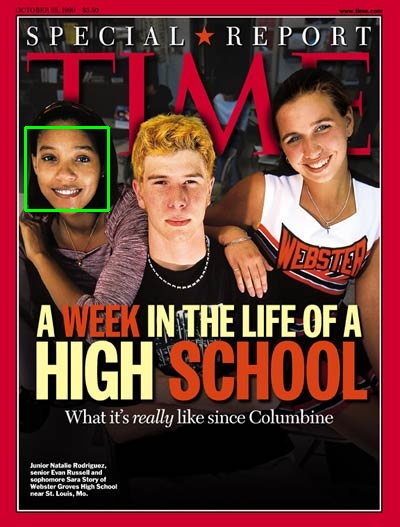 OCTOBER 25, 1999 $3.50 www.time.com
SPECIAL ★ REPORT
TIME
WEBSTER
A WEEK IN THE LIFE OF A
HIGH SCHOOL
What it's really like since Columbine
Junior Natalie Rodriguez,
senior Evan Russell and
sophomore Sara Story of
Webster Groves High School
near St. Louis, Mo.